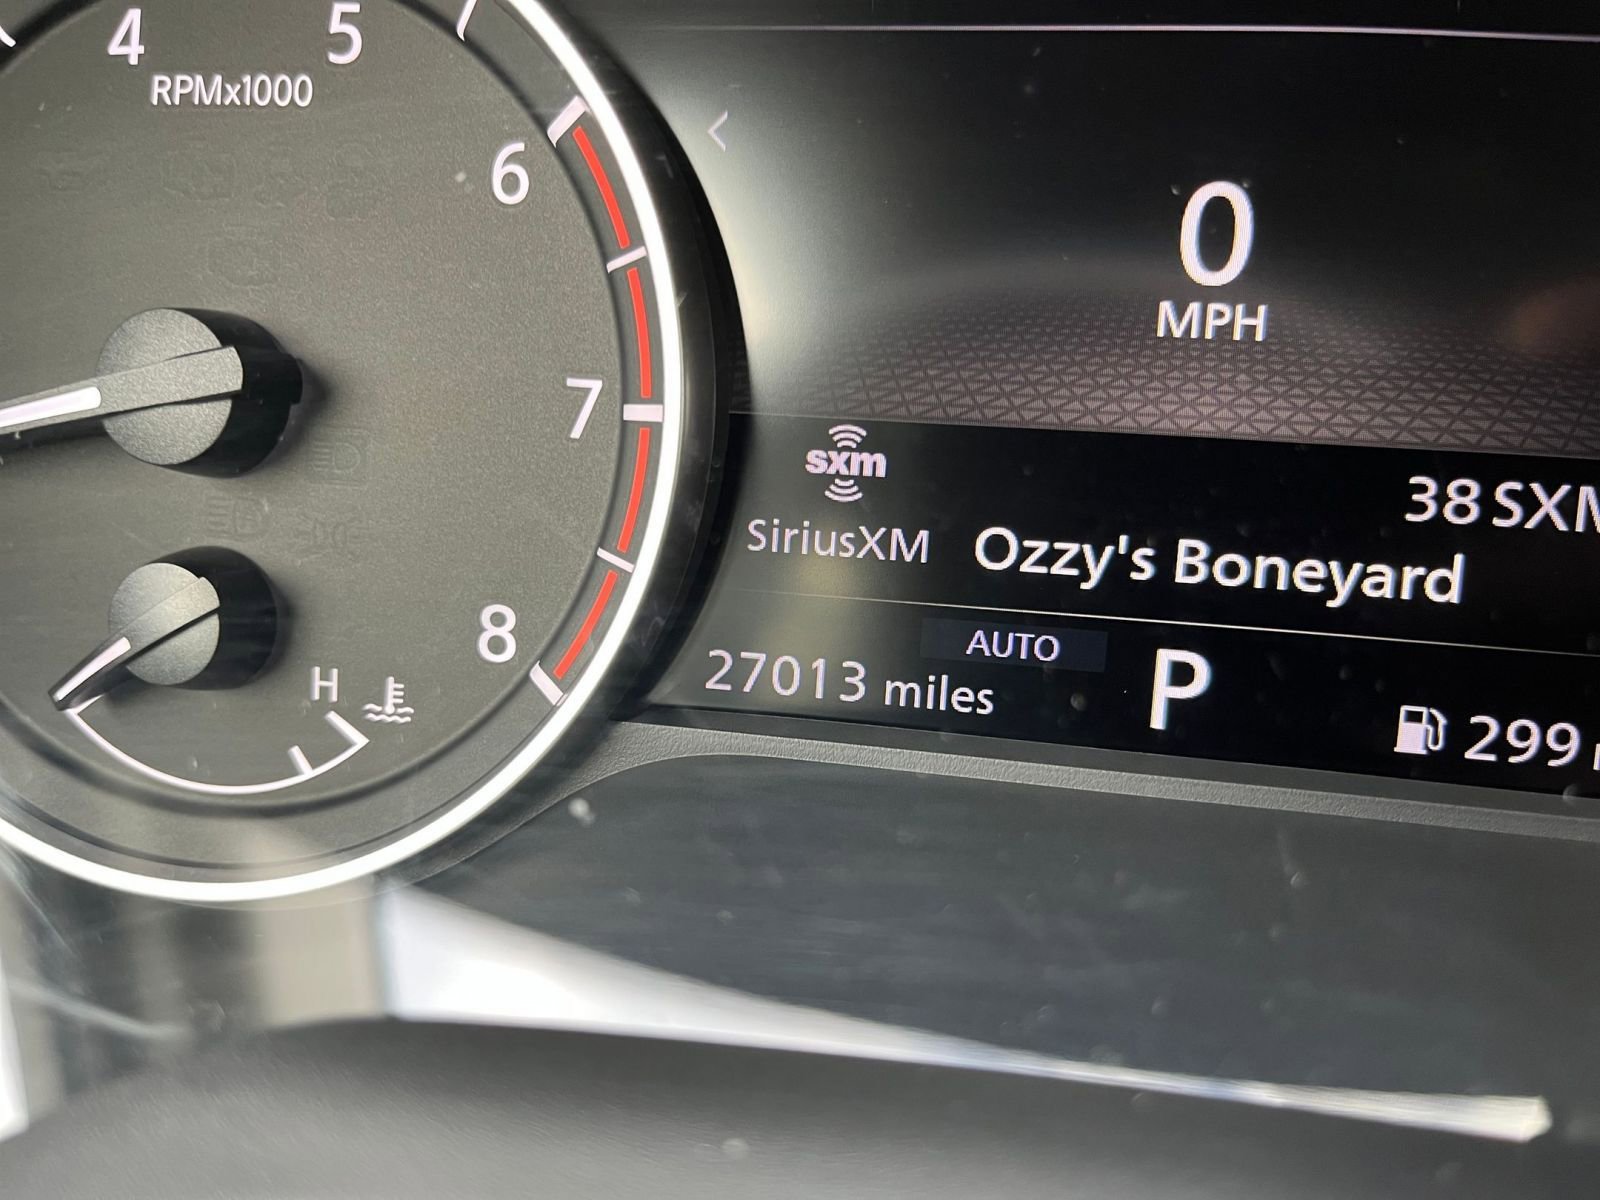 4
5
RPMx1000
6
7
8
H
0
MPH
sxm
SiriusXM
38 SXM
Ozzy's Boneyard
AUTO
27013 miles
P
299